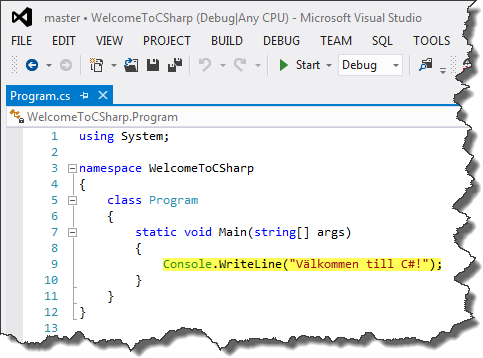 master • WelcomeToCSharp (Debug|Any CPU) - Microsoft Visual Studio
FILE EDIT VIEW PROJECT BUILD DEBUG TEAM SQL TOOLS
Start Debug
Program.cs
WelcomeToCSharp.Program
1 using System;
2
3 namespace WelcomeToCSharp
4 {
5 class Program
6 {
7 static void Main(string[] args)
8 {
9 Console.WriteLine("Välkommen till C#!");
10 }
11 }
12 }
13